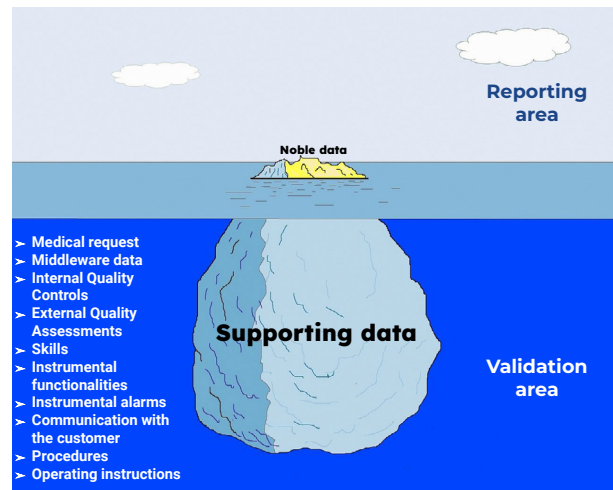 Reporting
area
Noble data
➢ Medical request
➢ Middleware data
➢ Internal Quality
Controls
➢ External Quality
Assessments
➢ Skills
➢ Instrumental
functionalities
➢ Instrumental alarms
➢ Communication with
the customer
➢ Procedures
➢ Operating instructions
Supporting data
Validation
area